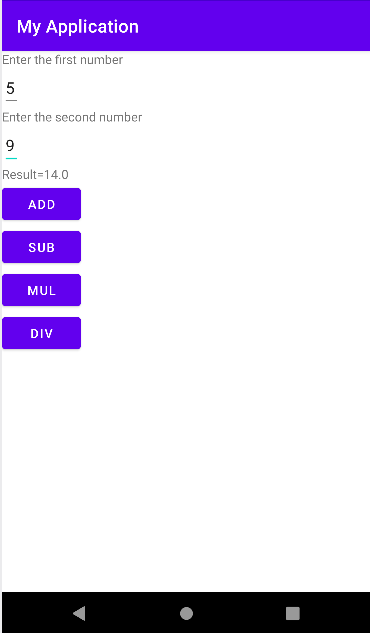 My Application
Enter the first number
5
Enter the second number
9
Result=14.0
ADD
SUB
MUL
DIV